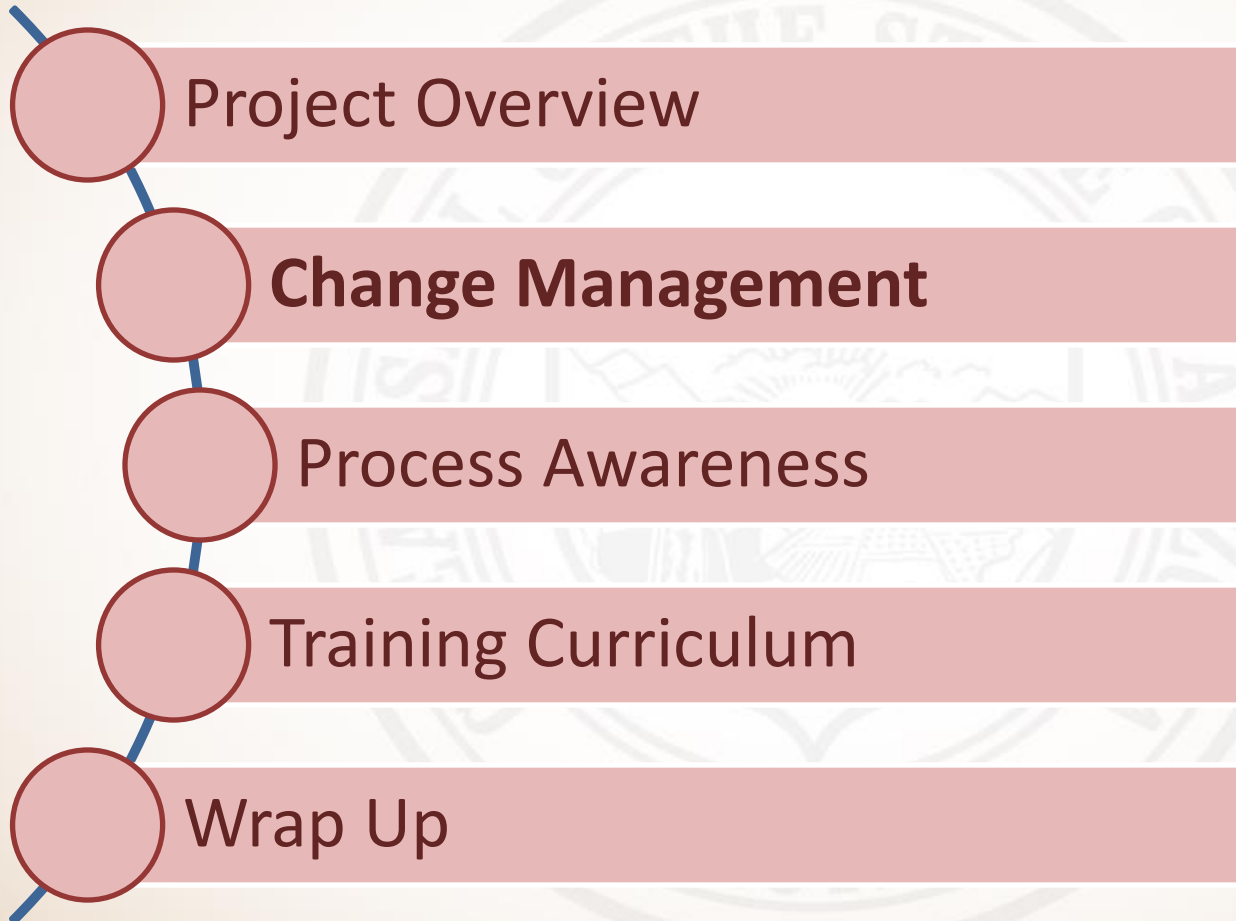 Project Overview
Change Management
Process Awareness
Training Curriculum
Wrap Up